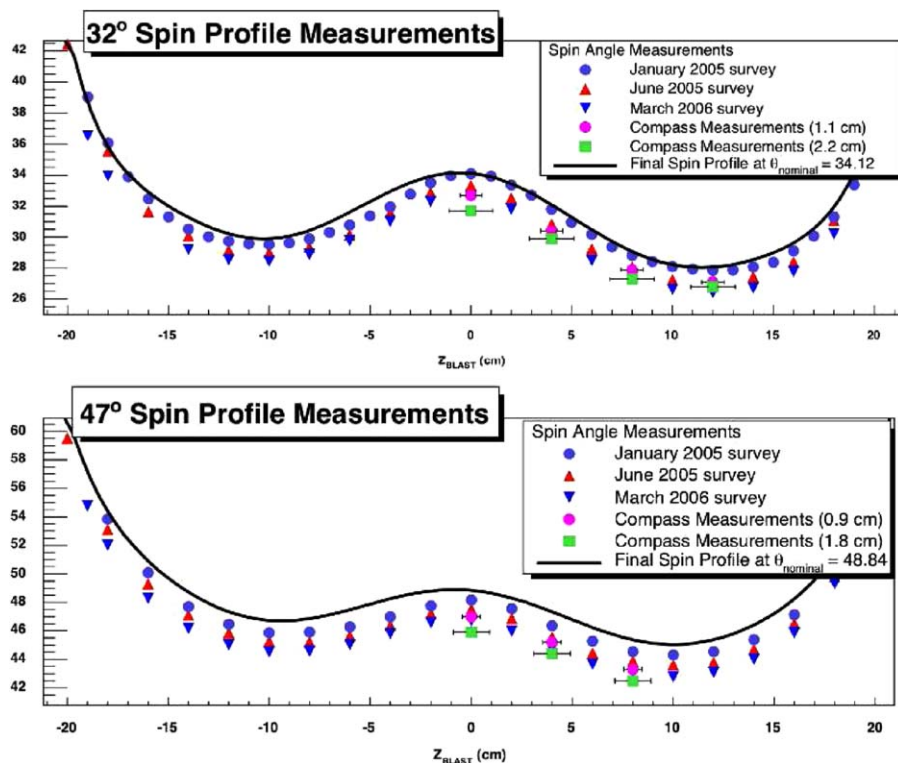 32° Spin Profile Measurements
Spin Angle Measurements
January 2005 survey
June 2005 survey
March 2006 survey
Compass Measurements (1.1 cm)
Compass Measurements (2.2 cm)
Final Spin Profile at θnominal = 34.12
42
40
38
36
34
32
30
28
26
-20 -15 -10 -5 0 5 10 15 20
ZBLAST (cm)
47° Spin Profile Measurements
Spin Angle Measurements
January 2005 survey
June 2005 survey
March 2006 survey
Compass Measurements (0.9 cm)
Compass Measurements (1.8 cm)
Final Spin Profile at θnominal = 48.84
60
58
56
54
52
50
48
46
44
42
-20 -15 -10 -5 0 5 10 15 20
ZBLAST (cm)